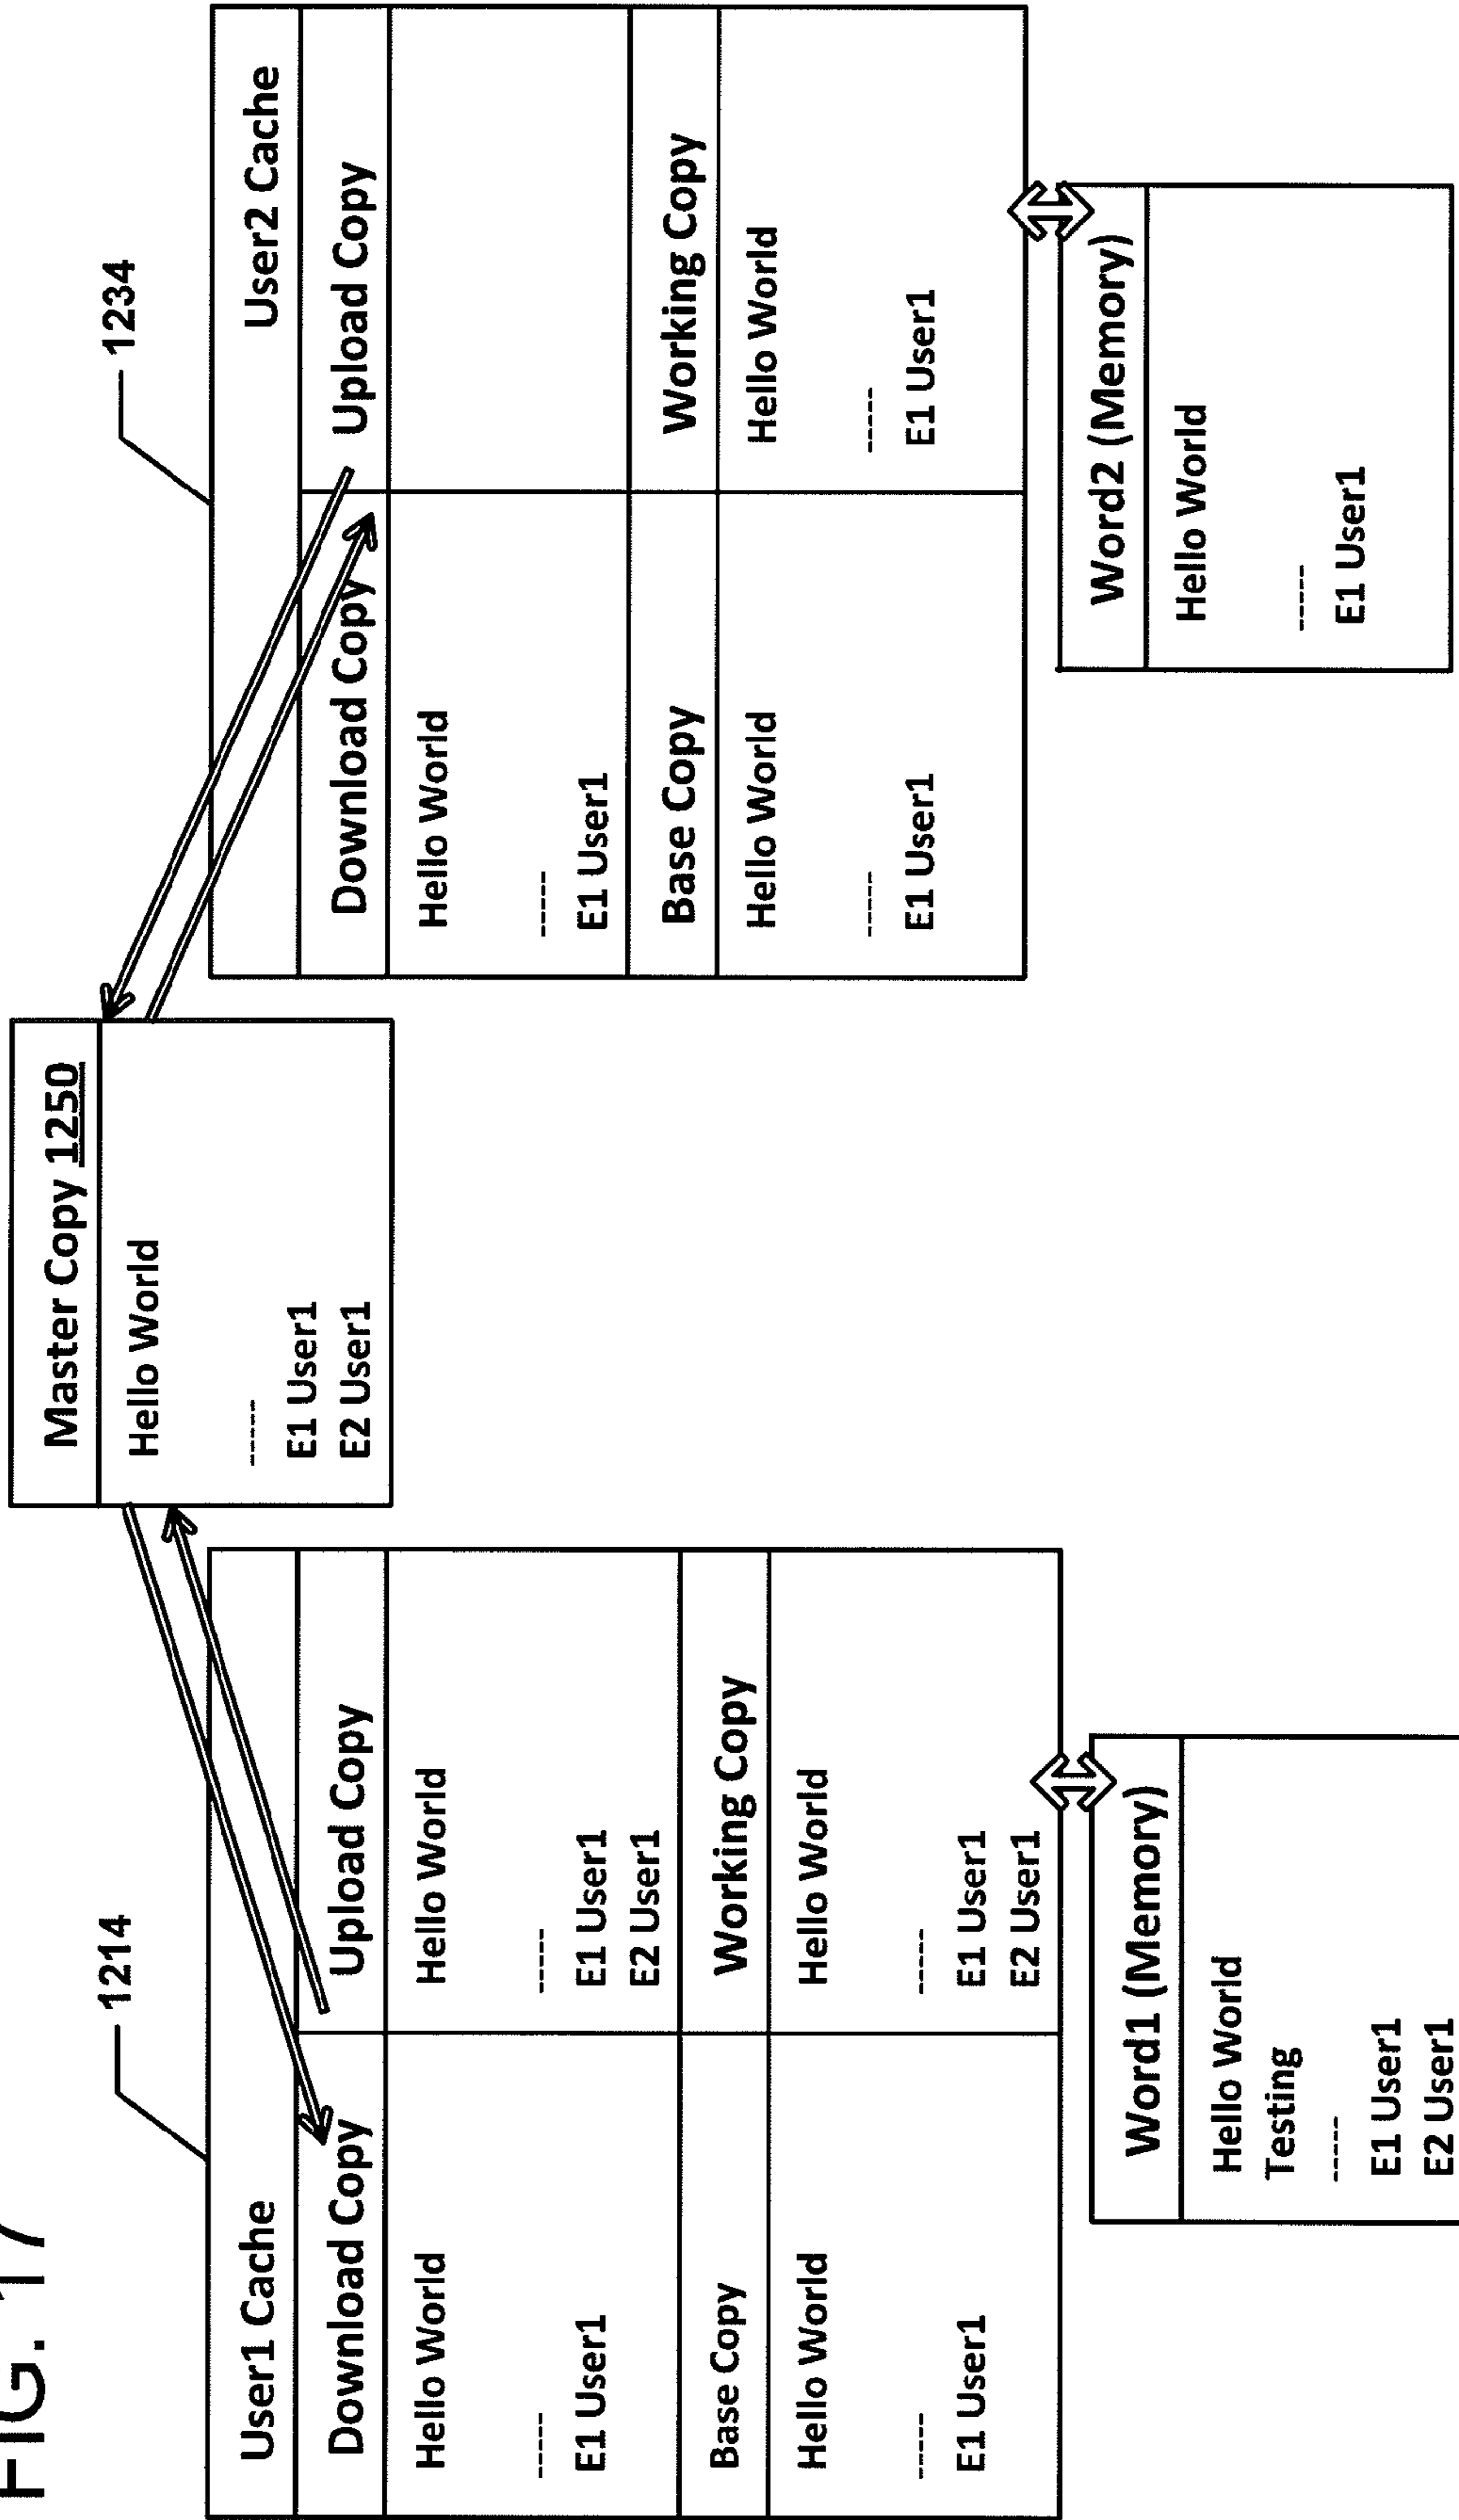 FIG. 17
Master Copy 1250
Hello World
-----
E1 User1
E2 User1
1214
User1 Cache
Download Copy
Hello World
-----
E1 User1
Upload Copy
Hello World
-----
E1 User1
E2 User1
Base Copy
Hello World
-----
E1 User1
Working Copy
Hello World
-----
E1 User1
E2 User1
Word1 (Memory)
Hello World
Testing
-----
E1 User1
E2 User1
1234
User2 Cache
Download Copy
Hello World
-----
E1 User1
Upload Copy
Base Copy
Hello World
-----
E1 User1
Working Copy
Hello World
-----
E1 User1
Word2 (Memory)
Hello World
-----
E1 User1